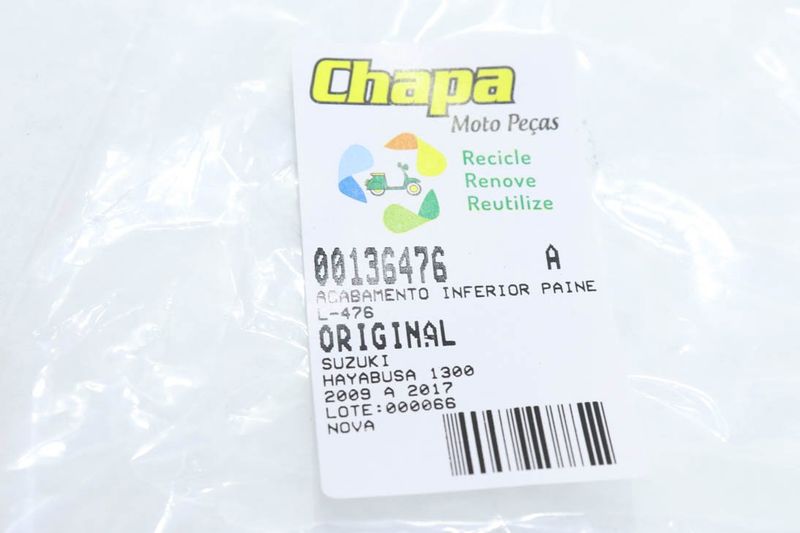 Chapa
Moto Peças
Recicle
Renove
Reutilize
00136476 A
ACABAMENTO INFERIOR PAINE
L-476
ORIGINAL
SUZUKI
HAYABUSA 1300
2009 A 2017
LOTE:000066
NOVA